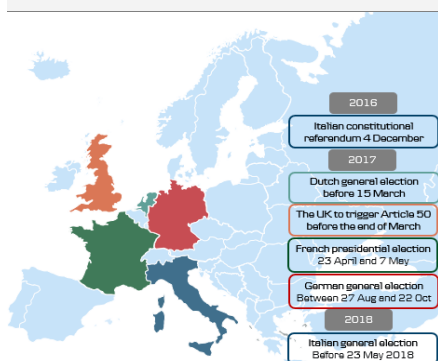 2016
Italian constitutional
referendum 4 December
2017
Dutch general election
before 15 March
The UK to trigger Article 50
before the end of March
French presidential election
23 April and 7 May
German general election
Between 27 Aug and 22 Oct
2018
Italian general election
Before 23 May 2018